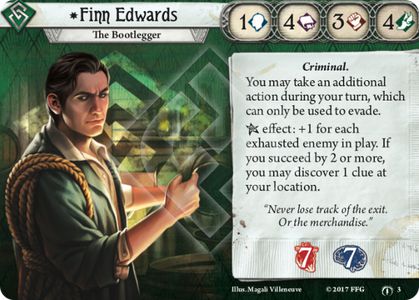 *Finn Edwards
The Bootlegger
1 4 3 4
Criminal.
You may take an additional
action during your turn, which
can only be used to evade.
effect: +1 for each
exhausted enemy in play. If
you succeed by 2 or more,
you may discover 1 clue at
your location.
“Never lose track of the exit.
Or the merchandise.”
7 7
Illus. Magali Villeneuve © 2017 FFG 3